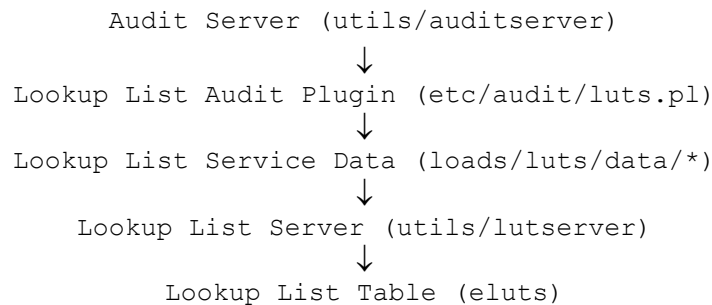 Audit Server (utils/auditserver)
↓
Lookup List Audit Plugin (etc/audit/luts.pl)
↓
Lookup List Service Data (loads/luts/data/*)
↓
Lookup List Server (utils/lutserver)
↓
Lookup List Table (eluts)